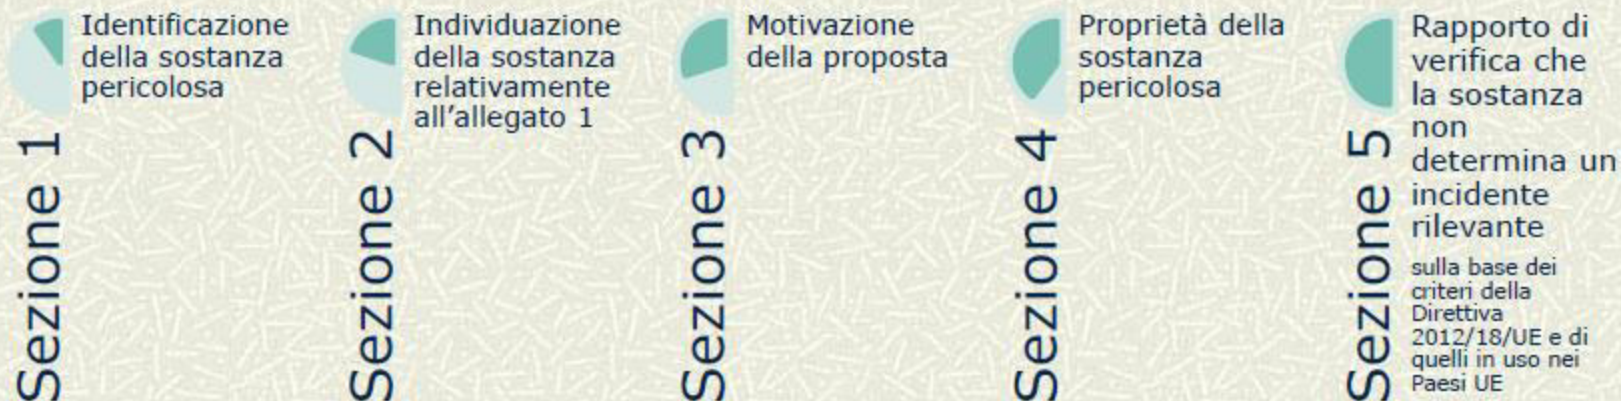 Sezione 1
Identificazione
della sostanza
pericolosa
Sezione 2
Individuazione
della sostanza
relativamente
all'allegato 1
Sezione 3
Motivazione
della proposta
Sezione 4
Proprietà della
sostanza
pericolosa
Sezione 5
Rapporto di
verifica che
la sostanza
non
determina un
incidente
rilevante
sulla base dei
criteri della
Direttiva
2012/18/UE e di
quelli in uso nei
Paesi UE